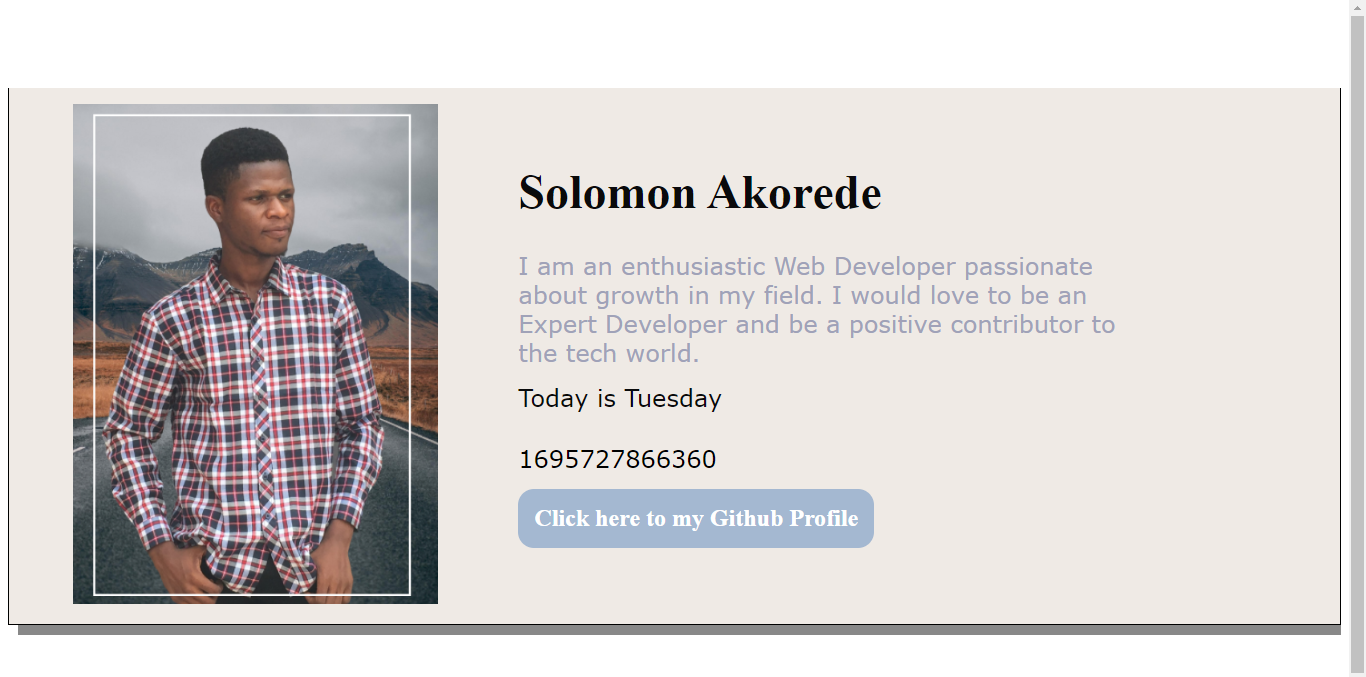 Solomon Akorede
I am an enthusiastic Web Developer passionate
about growth in my field. I would love to be an
Expert Developer and be a positive contributor to
the tech world.
Today is Tuesday
1695727866360
Click here to my Github Profile